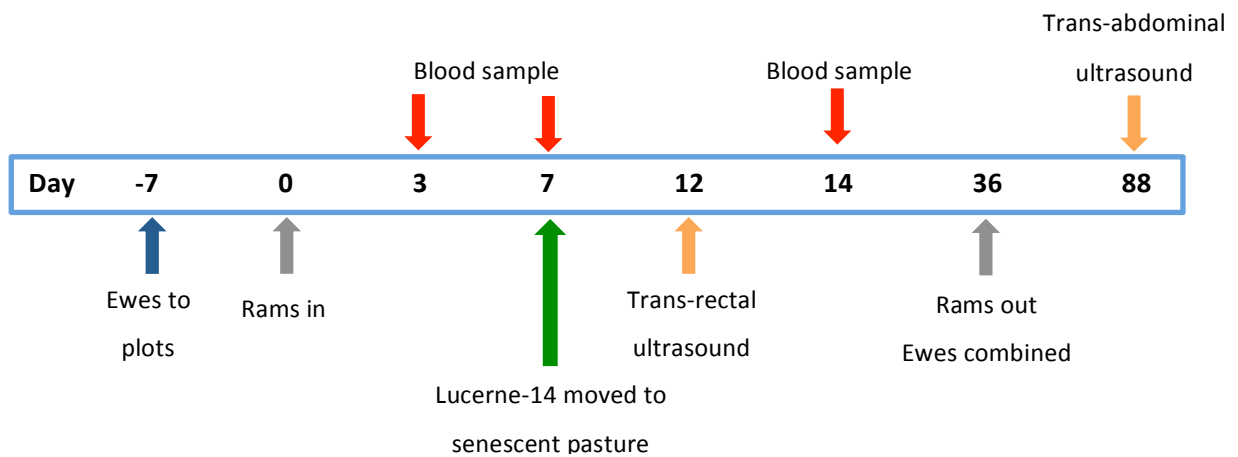 Trans-abdominal
ultrasound
Blood sample
Blood sample
Day -7 0 3 7 12 14 36 88
Ewes to
plots
Rams in
Lucerne-14 moved to
senescent pasture
Trans-rectal
ultrasound
Rams out
Ewes combined